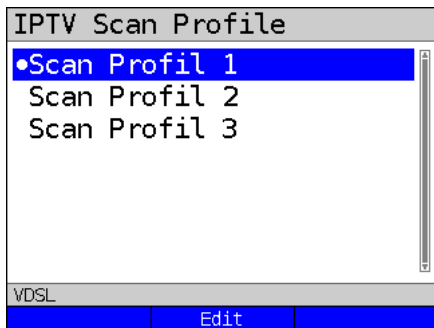 IPTV Scan Profile
●Scan Profil 1
Scan Profil 2
Scan Profil 3
VDSL
Edit